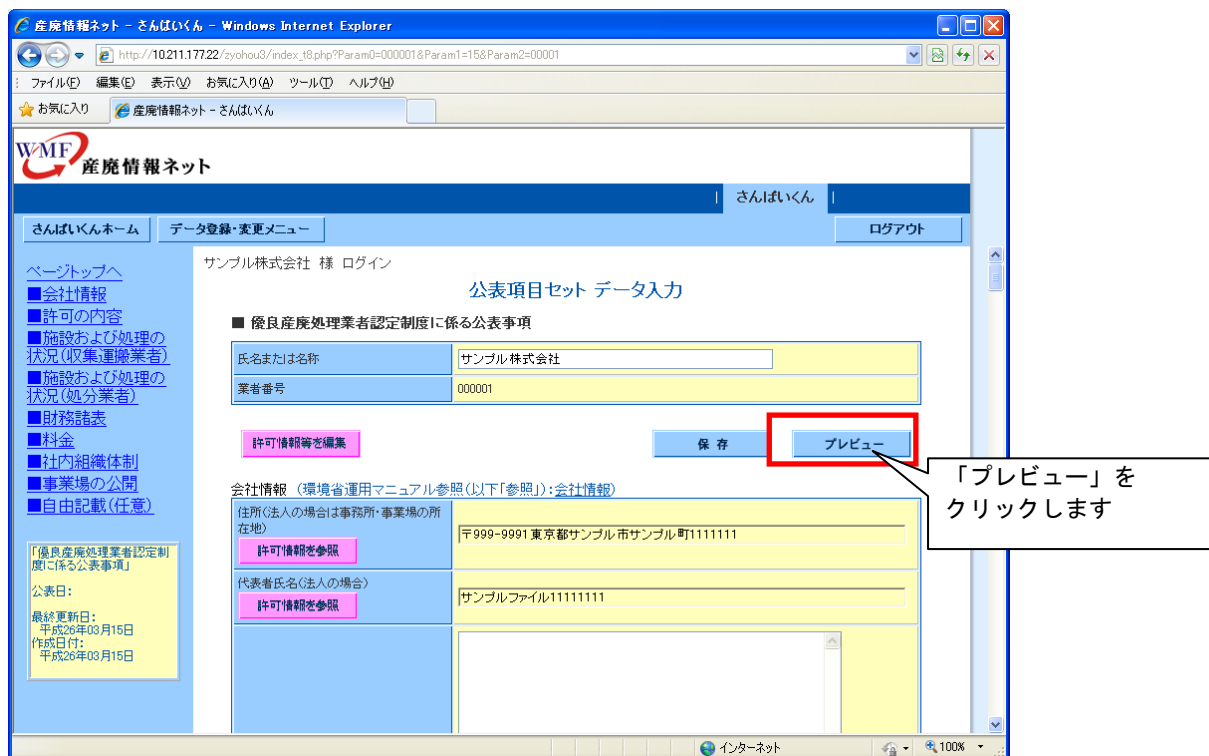 産廃情報ネット - さんぱいくん - Windows Internet Explorer
http://10.211.177.22/zyohou3/index_t8.php?Param0=000001&Param1=15&Param2=00001
ファイル(F) 編集(E) 表示(V) お気に入り(A) ツール(T) ヘルプ(H)
お気に入り 産廃情報ネット - さんぱいくん
WMF 産廃情報ネット
| さんぱいくん |
さんぱいくんホーム データ登録・変更メニュー ログアウト
ページトップへ
■会社情報
■許可の内容
■施設および処理の
状況(収集運搬業者)
■施設および処理の
状況(処分業者)
■財務諸表
■料金
■社内組織体制
■事業場の公開
■自由記載(任意)
「優良産廃処理業者認定制
度に係る公表事項」
公表日:
最終更新日:
平成26年03月15日
作成日付:
平成26年03月15日
サンプル株式会社 様 ログイン
公表項目セット データ入力
■ 優良産廃処理業者認定制度に係る公表事項
氏名または名称 サンプル株式会社
業者番号 000001
許可情報等を編集 保 存 プレビュー
「プレビュー」を
クリックします
会社情報 (環境省運用マニュアル参照(以下「参照」):会社情報)
住所(法人の場合は事務所・事業場の所
在地)
許可情報を参照
〒999-9991 東京都サンプル市サンプル町1111111
代表者氏名(法人の場合)
許可情報を参照
サンプルファイル11111111
インターネット 100%